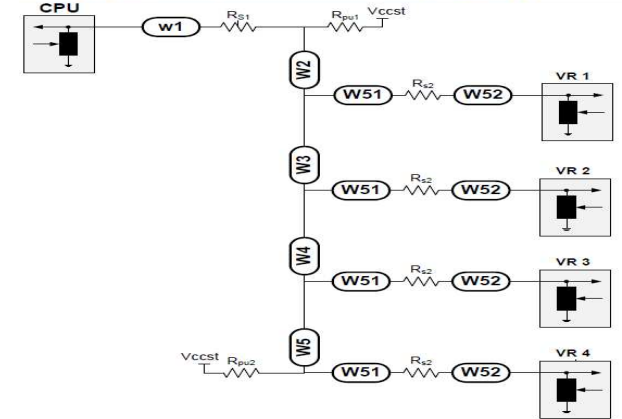 CPU
w1
RS1
Rpu1
Vccst
W2
W51
Rs2
W52
VR 1
W3
W51
Rs2
W52
VR 2
W4
W51
Rs2
W52
VR 3
W5
Vccst
Rpu2
W51
Rs2
W52
VR 4